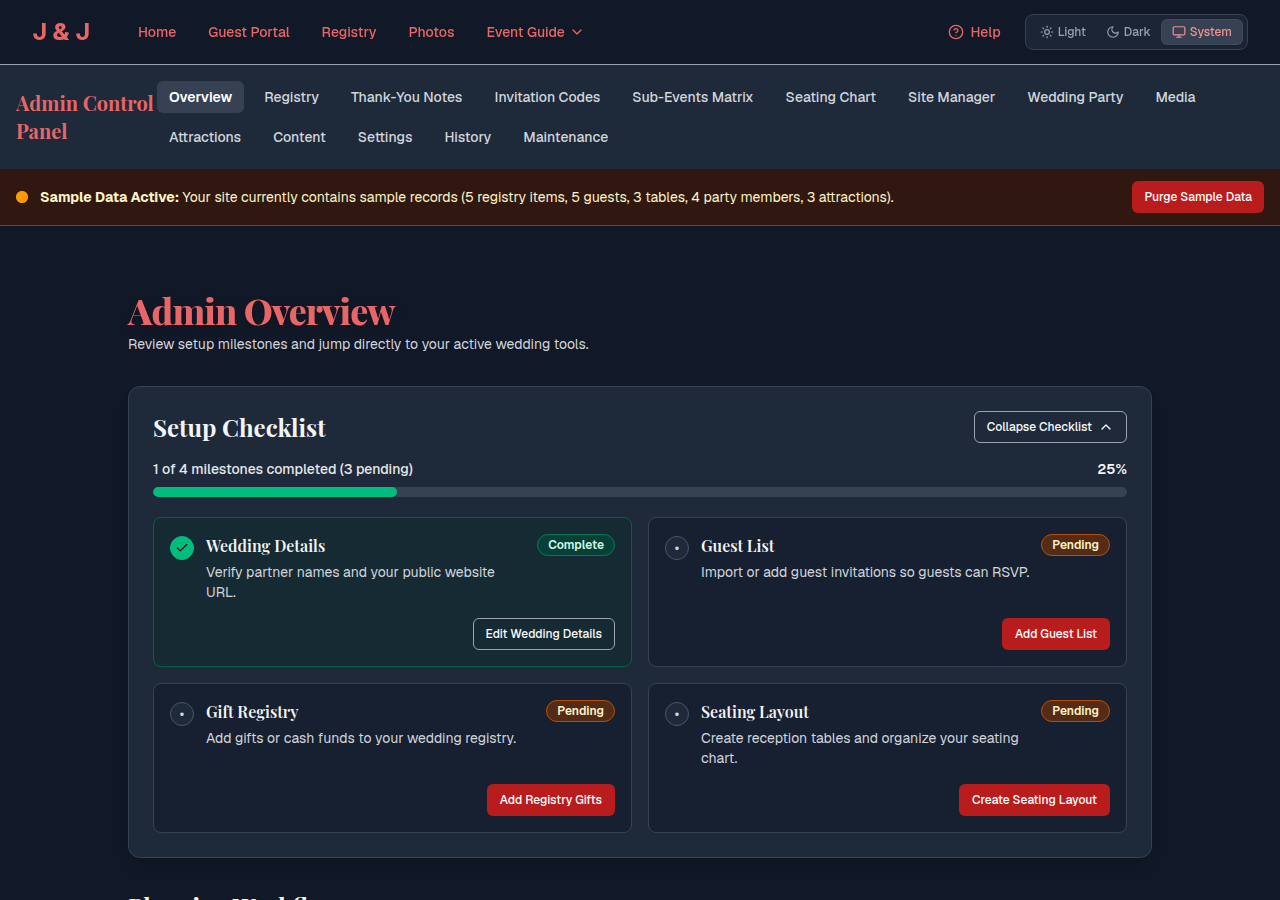 J & J Home Guest Portal Registry Photos Event Guide Help Light Dark System
Admin Control Panel
Overview Registry Thank-You Notes Invitation Codes Sub-Events Matrix Seating Chart Site Manager Wedding Party Media
Attractions Content Settings History Maintenance
Sample Data Active: Your site currently contains sample records (5 registry items, 5 guests, 3 tables, 4 party members, 3 attractions). Purge Sample Data
Admin Overview
Review setup milestones and jump directly to your active wedding tools.
Setup Checklist Collapse Checklist
1 of 4 milestones completed (3 pending) 25%
Wedding Details Complete
Verify partner names and your public website
URL.
Edit Wedding Details
Guest List Pending
Import or add guest invitations so guests can RSVP.
Add Guest List
Gift Registry Pending
Add gifts or cash funds to your wedding registry.
Add Registry Gifts
Seating Layout Pending
Create reception tables and organize your seating
chart.
Create Seating Layout